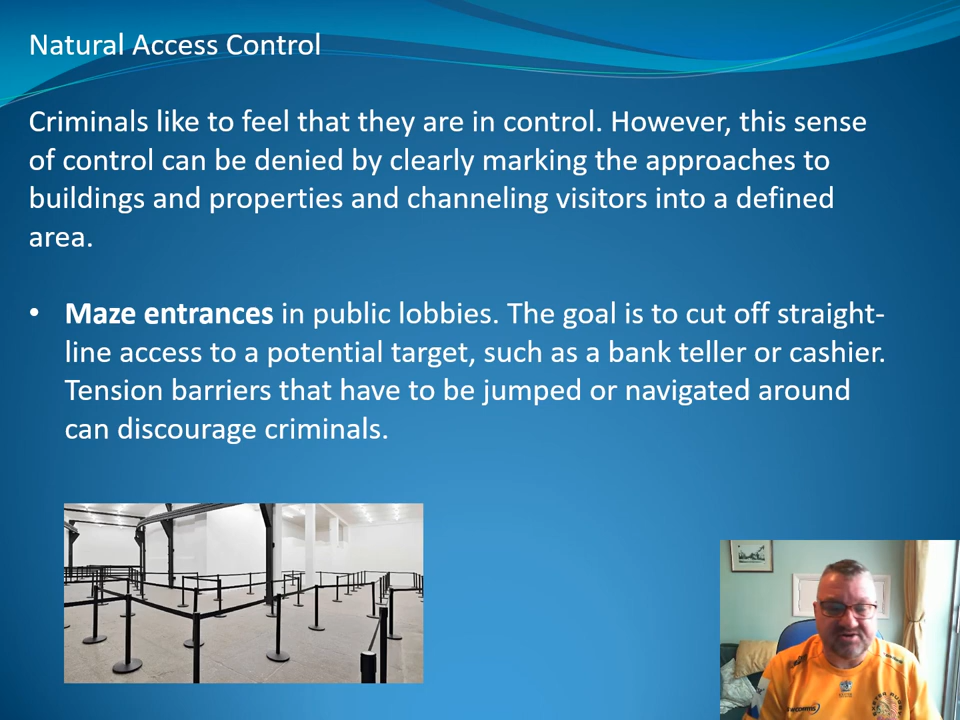 Natural Access Control
Criminals like to feel that they are in control. However, this sense
of control can be denied by clearly marking the approaches to
buildings and properties and channeling visitors into a defined
area.
• Maze entrances in public lobbies. The goal is to cut off straight-
line access to a potential target, such as a bank teller or cashier.
Tension barriers that have to be jumped or navigated around
can discourage criminals.